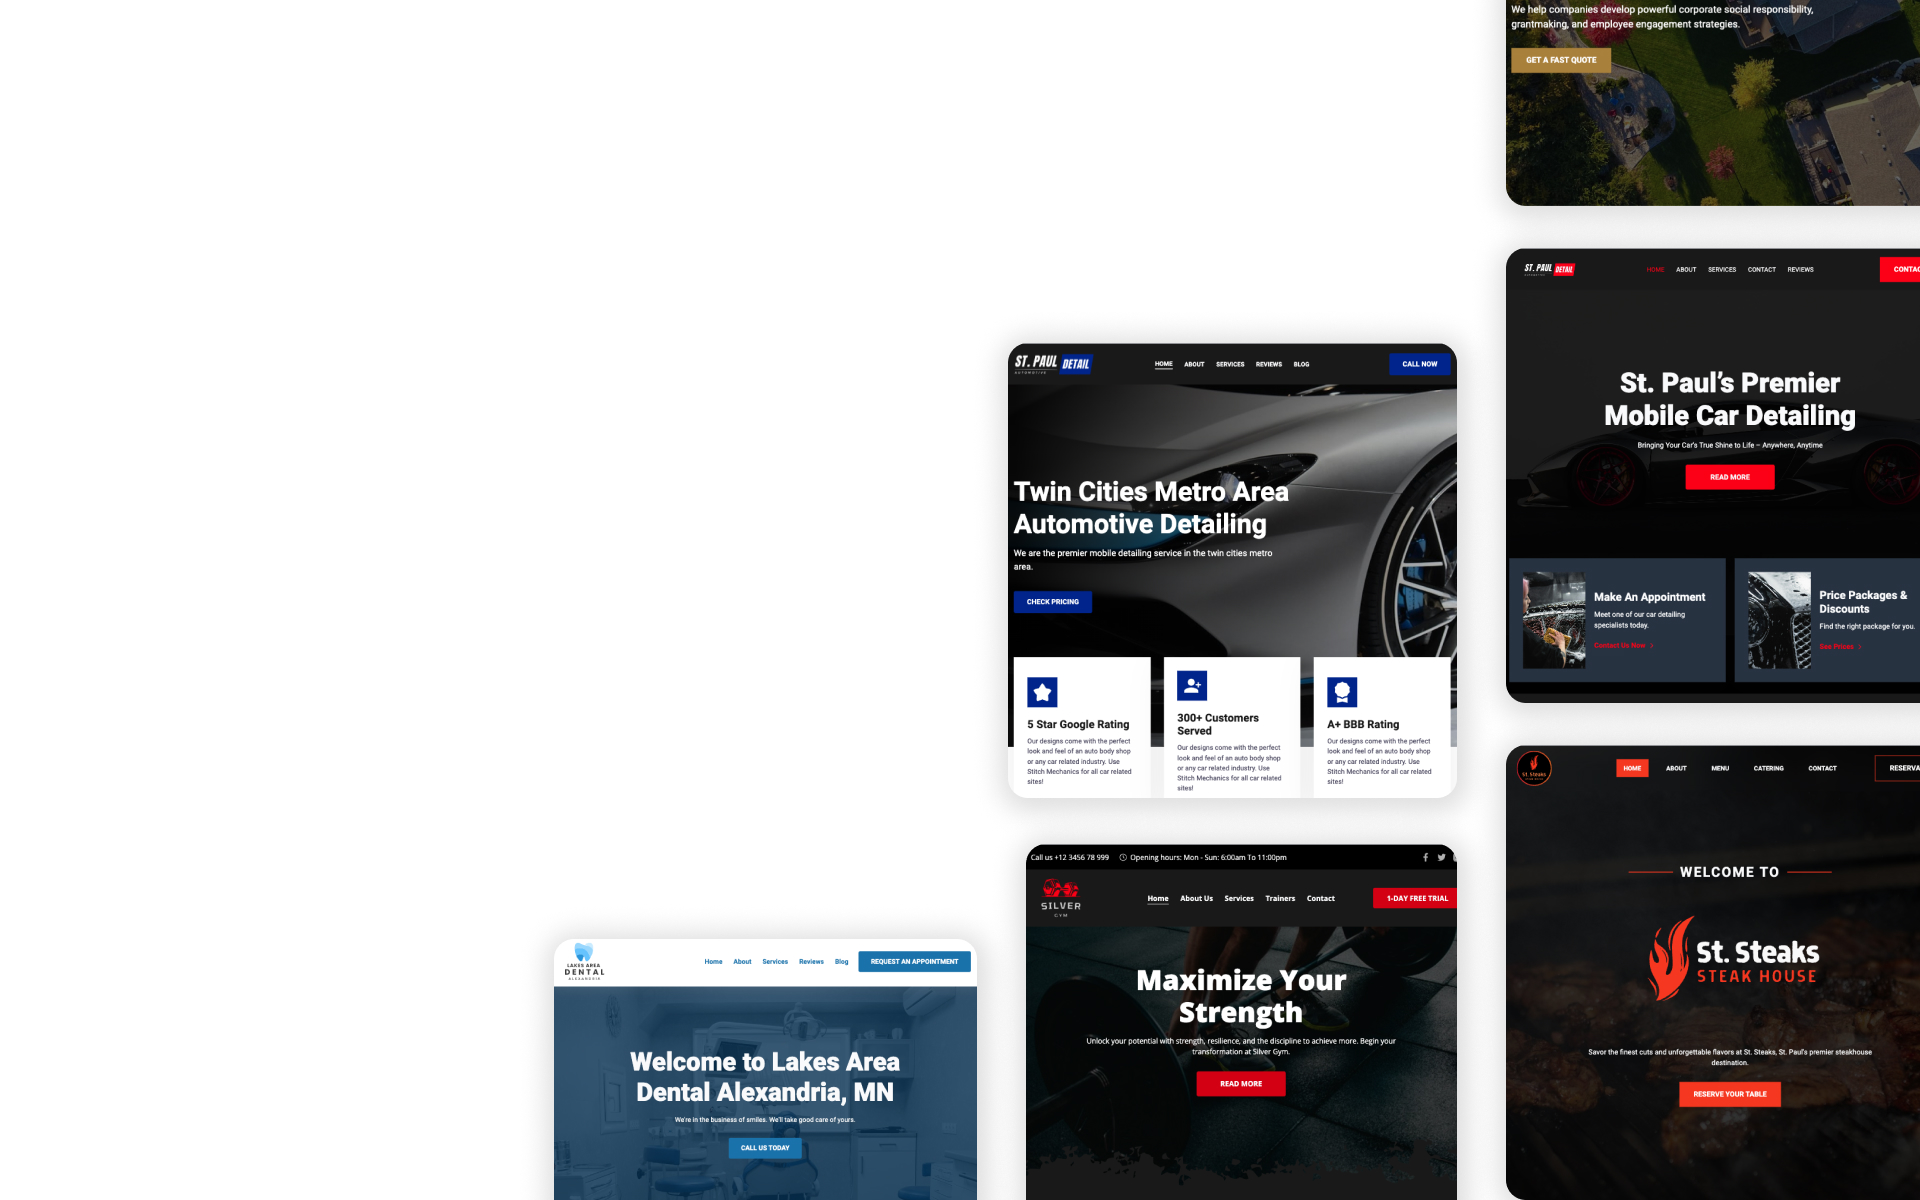 We help companies develop powerful corporate social responsibility,
grantmaking, and employee engagement strategies.
GET A FAST QUOTE
ST. PAUL DETAIL
HOME ABOUT SERVICES CONTACT REVIEWS
St. Paul's Premier
Mobile Car Detailing
Bringing Your Car's True Shine to Life – Anywhere, Anytime
READ MORE
Make An Appointment
Meet one of our car detailing
specialists today.
Contact Us Now >
Price Packages &
Discounts
Find the right package for you.
See Prices >
ST. PAUL DETAIL
AUTOMOTIVE
HOME ABOUT SERVICES REVIEWS BLOG
CALL NOW
Twin Cities Metro Area
Automotive Detailing
We are the premier mobile detailing service in the twin cities metro
area.
CHECK PRICING
5 Star Google Rating
Our designs come with the perfect
look and feel of an auto body shop
or any car related industry. Use
Stitch Mechanics for all car related
sites!
300+ Customers
Served
Our designs come with the perfect
look and feel of an auto body shop
or any car related industry. Use
Stitch Mechanics for all car related
sites!
A+ BBB Rating
Our designs come with the perfect
look and feel of an auto body shop
or any car related industry. Use
Stitch Mechanics for all car related
sites!
St. Steaks
HOME ABOUT MENU CATERING CONTACT
WELCOME TO
St. Steaks
STEAK HOUSE
Savor the finest cuts and unforgettable flavors at St. Steaks, St. Paul's premier steakhouse
destination.
RESERVE YOUR TABLE
Call us +12 3456 78 999 Opening hours: Mon - Sun: 6:00am To 11:00pm
SILVER
GYM
Home About Us Services Trainers Contact
1-DAY FREE TRIAL
Maximize Your
Strength
Unlock your potential with strength, resilience, and the discipline to achieve more. Begin your
transformation at Silver Gym.
READ MORE
LAKES AREA
DENTAL
ALEXANDRIA
Home About Services Reviews Blog
REQUEST AN APPOINTMENT
Welcome to Lakes Area
Dental Alexandria, MN
We're in the business of smiles. We'll take good care of yours.
CALL US TODAY